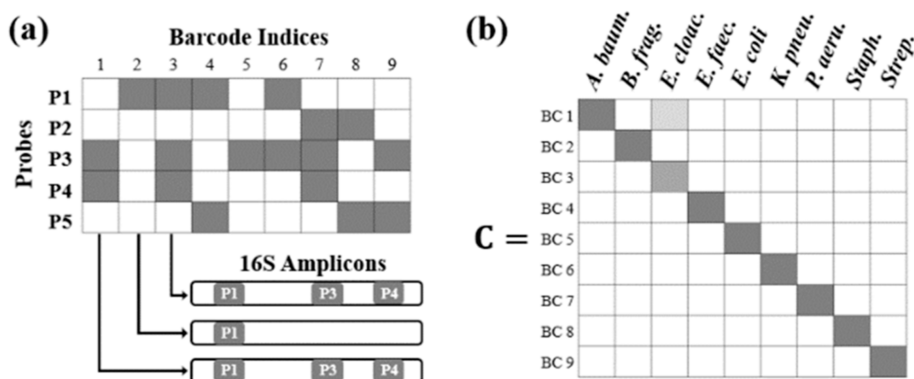 (a)
Barcode Indices
1 2 3 4 5 6 7 8 9
P1
P2
P3
P4
P5
Probes
16S Amplicons
P1 P3 P4
P1
P1 P3 P4
(b)
A. baum.
B. frag.
E. cloac.
E. faec.
E. coli
K. pneu.
P. aeru.
Staph.
Strep.
BC 1
BC 2
BC 3
BC 4
BC 5
BC 6
BC 7
BC 8
BC 9
C =